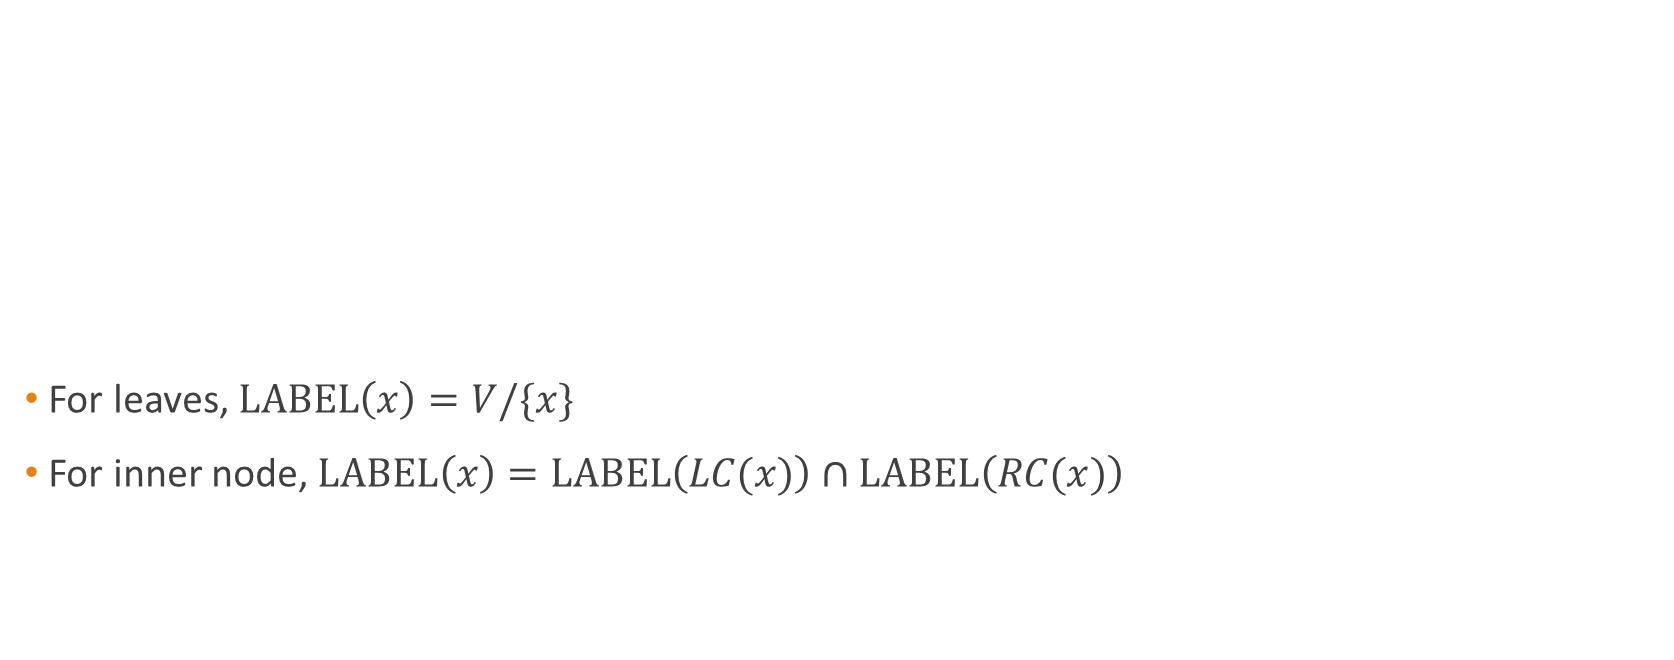 • For leaves, LABEL(x) = V/{x}
• For inner node, LABEL(x) = LABEL(LC(x)) ∩ LABEL(RC(x))